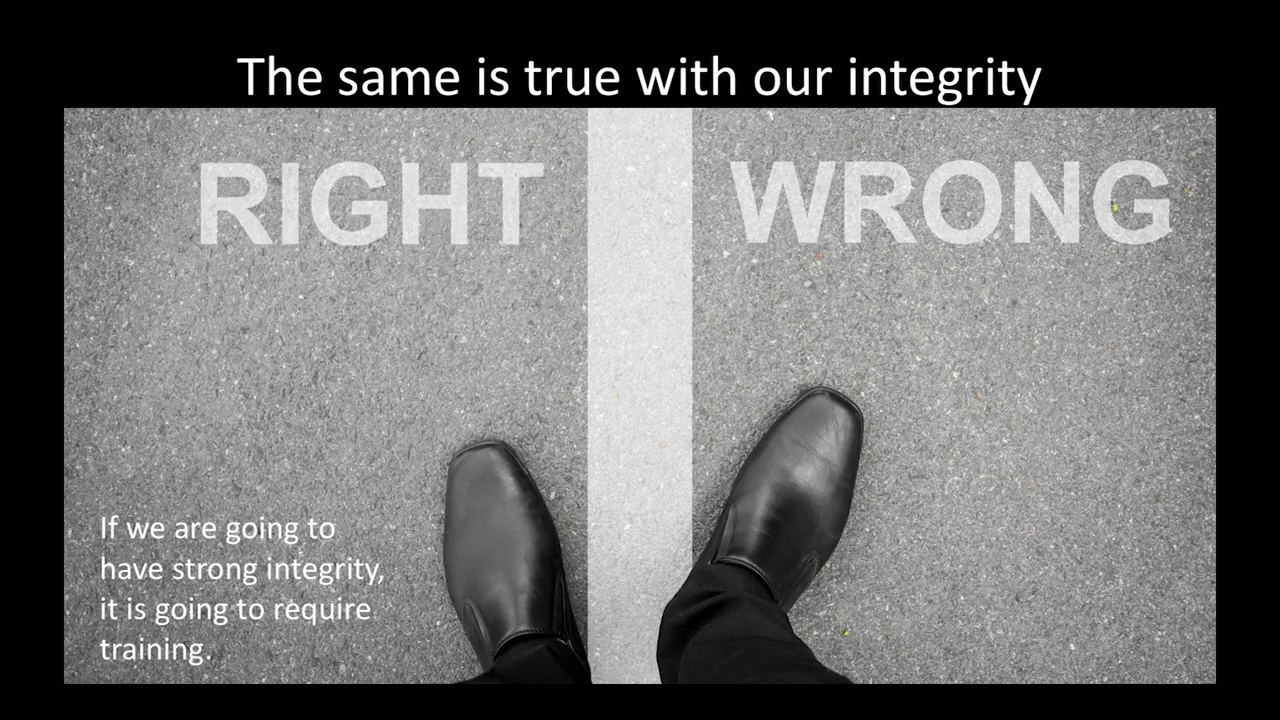 The same is true with our integrity
RIGHT WRONG
If we are going to
have strong integrity,
it is going to require
training.